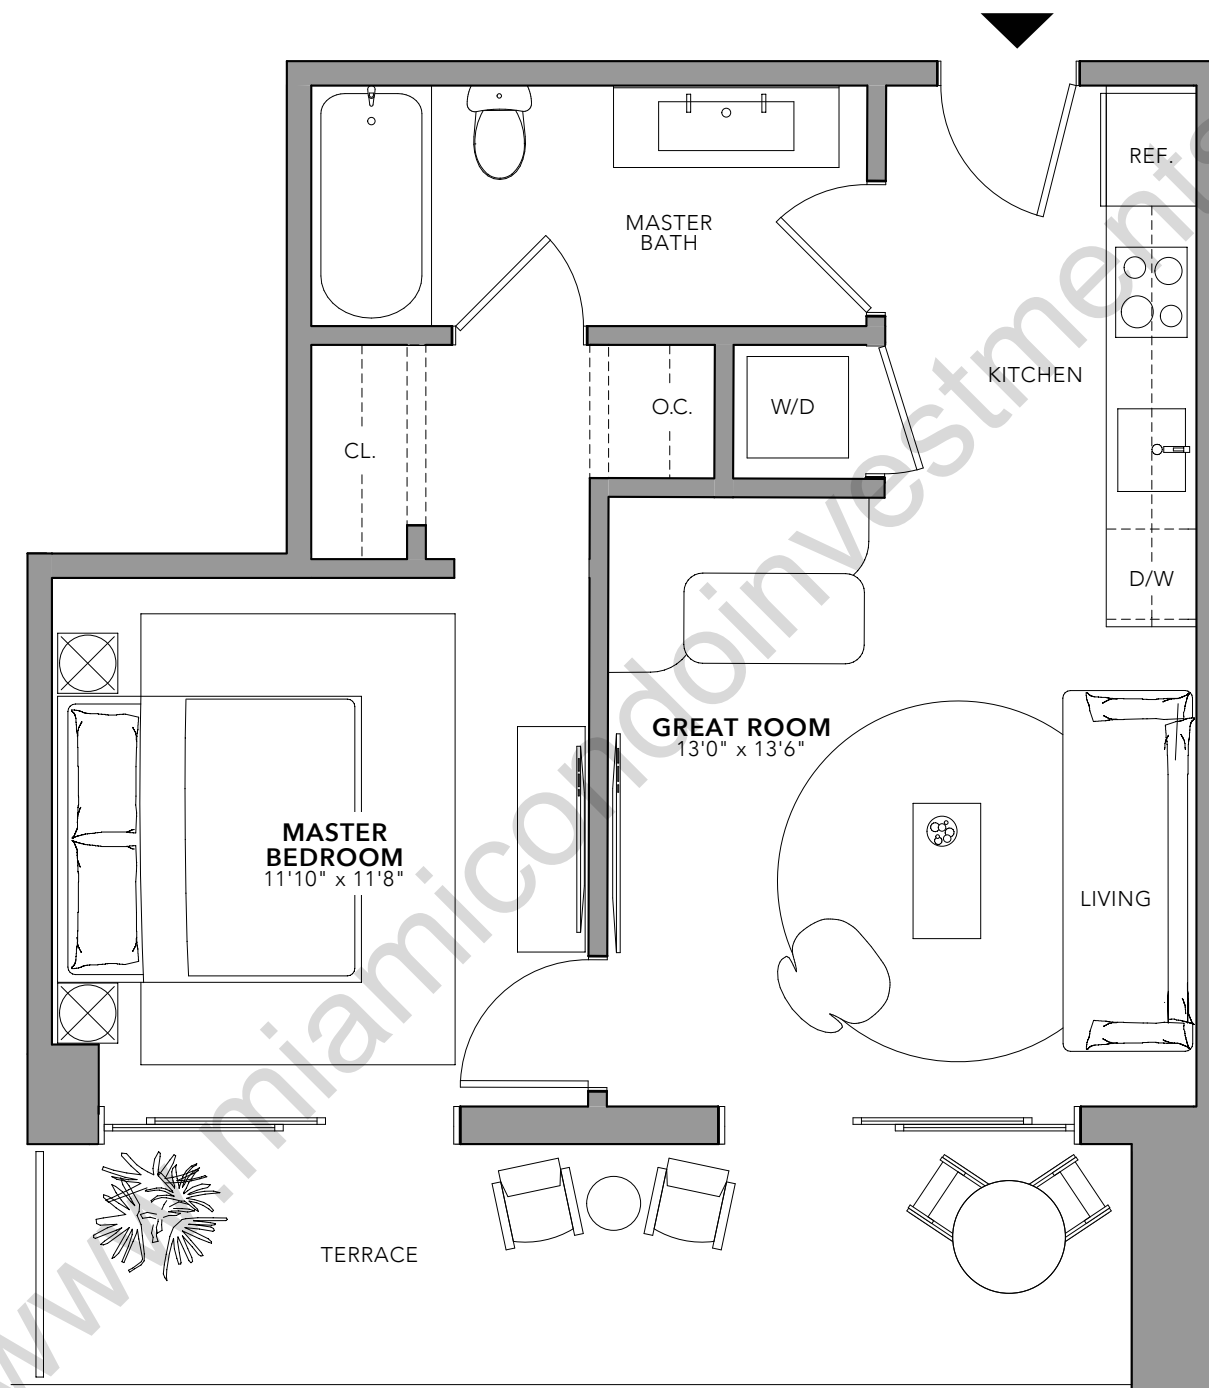 REF.
MASTER
BATH
KITCHEN
O.C.
W/D
CL.
D/W
GREAT ROOM
13'0" x 13'6"
MASTER
BEDROOM
11'10" x 11'8"
LIVING
TERRACE
www.miamicondoinvestments